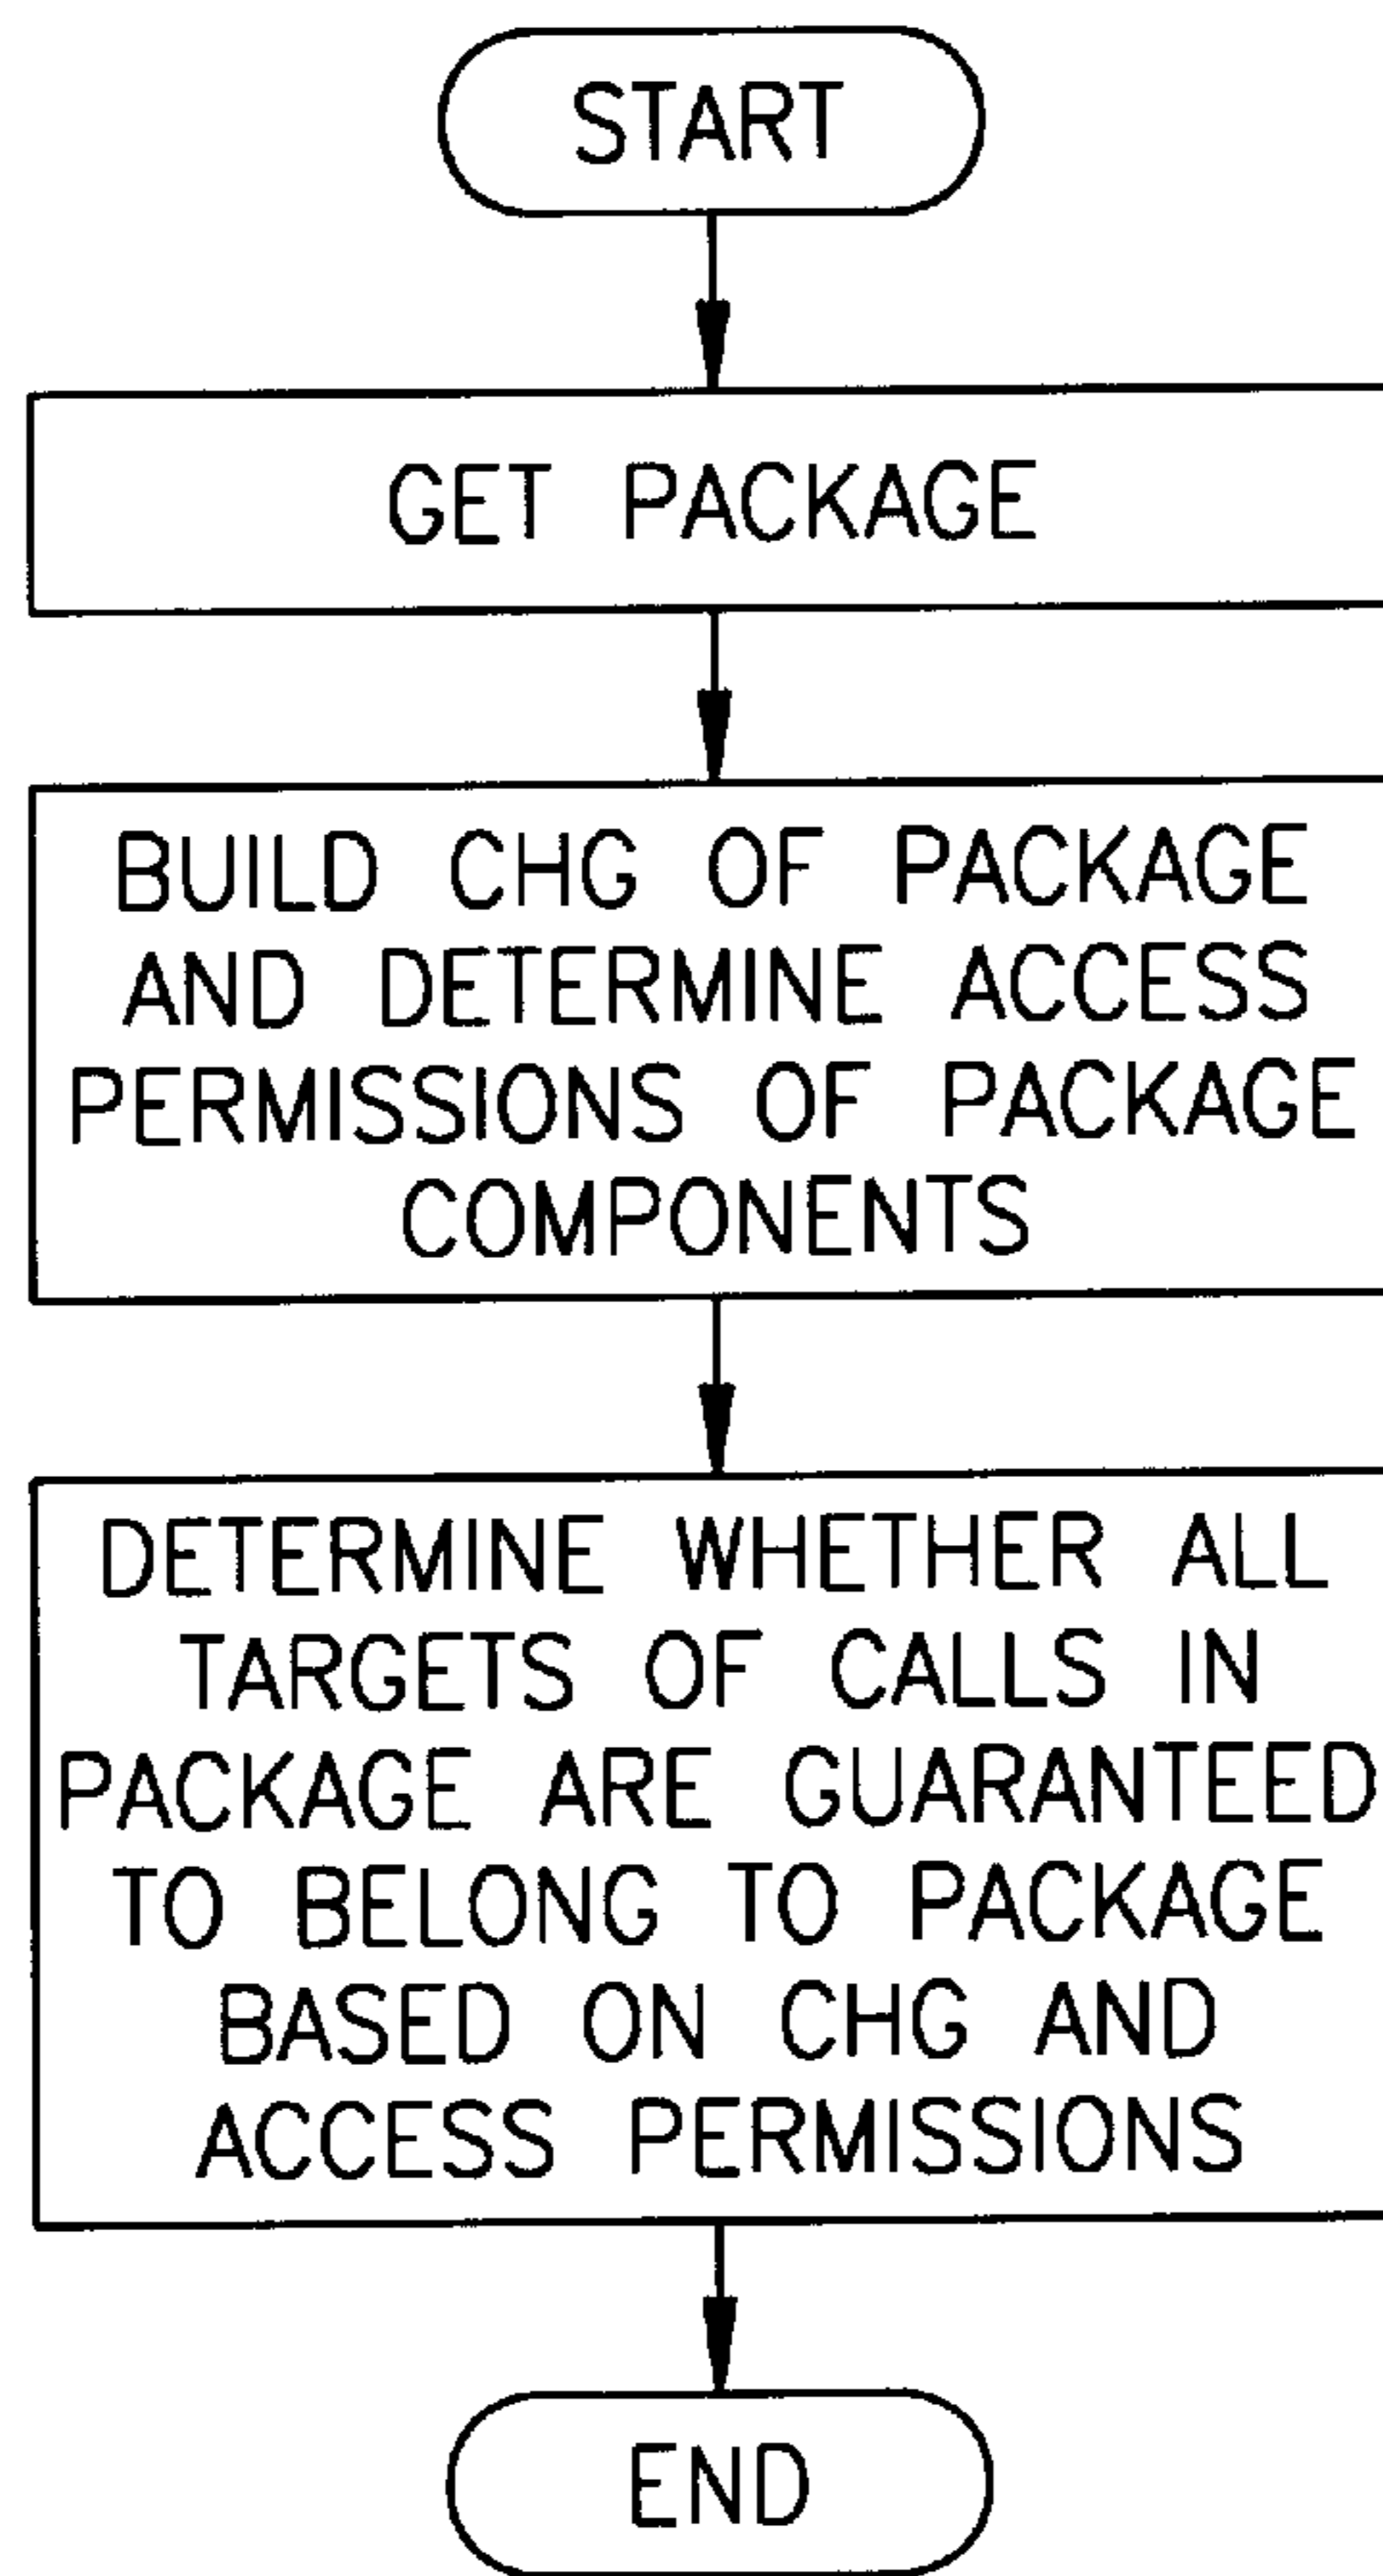 START
GET PACKAGE
BUILD CHG OF PACKAGE
AND DETERMINE ACCESS
PERMISSIONS OF PACKAGE
COMPONENTS
DETERMINE WHETHER ALL
TARGETS OF CALLS IN
PACKAGE ARE GUARANTEED
TO BELONG TO PACKAGE
BASED ON CHG AND
ACCESS PERMISSIONS
END